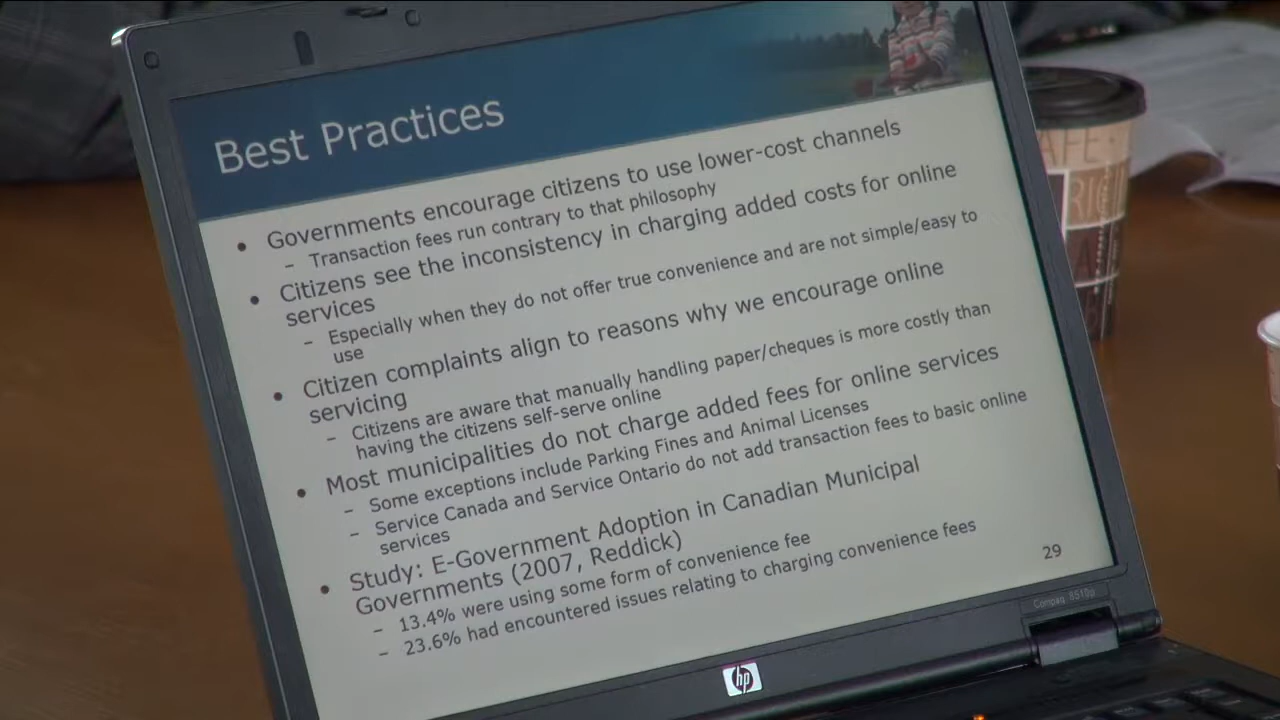 Best Practices
• Governments encourage citizens to use lower-cost channels
– Transaction fees run contrary to that philosophy
• Citizens see the inconsistency in charging added costs for online
services
– Especially when they do not offer true convenience and are not simple/easy to
use
• Citizen complaints align to reasons why we encourage online
servicing
– Citizens are aware that manually handling paper/cheques is more costly than
having the citizens self-serve online
• Most municipalities do not charge added fees for online services
– Some exceptions include Parking Fines and Animal Licenses
– Service Canada and Service Ontario do not add transaction fees to basic online
services
• Study: E-Government Adoption in Canadian Municipal
Governments (2007, Reddick)
– 13.4% were using some form of convenience fee
– 23.6% had encountered issues relating to charging convenience fees
29
Compaq 8510p
hp